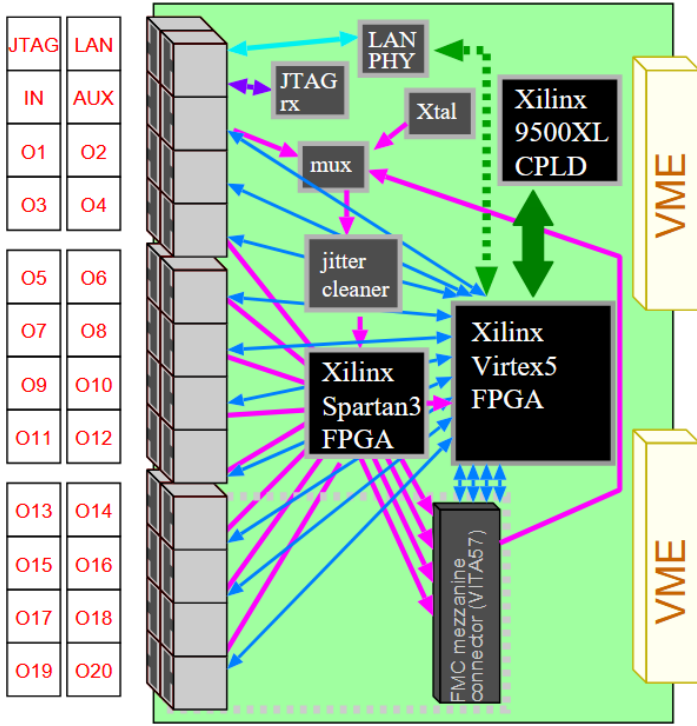 JTAG LAN
IN AUX
O1 O2
O3 O4
O5 O6
O7 O8
O9 O10
O11 O12
O13 O14
O15 O16
O17 O18
O19 O20
LAN
PHY
JTAG
rx
Xtal
mux
jitter
cleaner
Xilinx
9500XL
CPLD
Xilinx
Spartan3
FPGA
Xilinx
Virtex5
FPGA
FMC mezzanine
connector (VITA57)
VME
VME